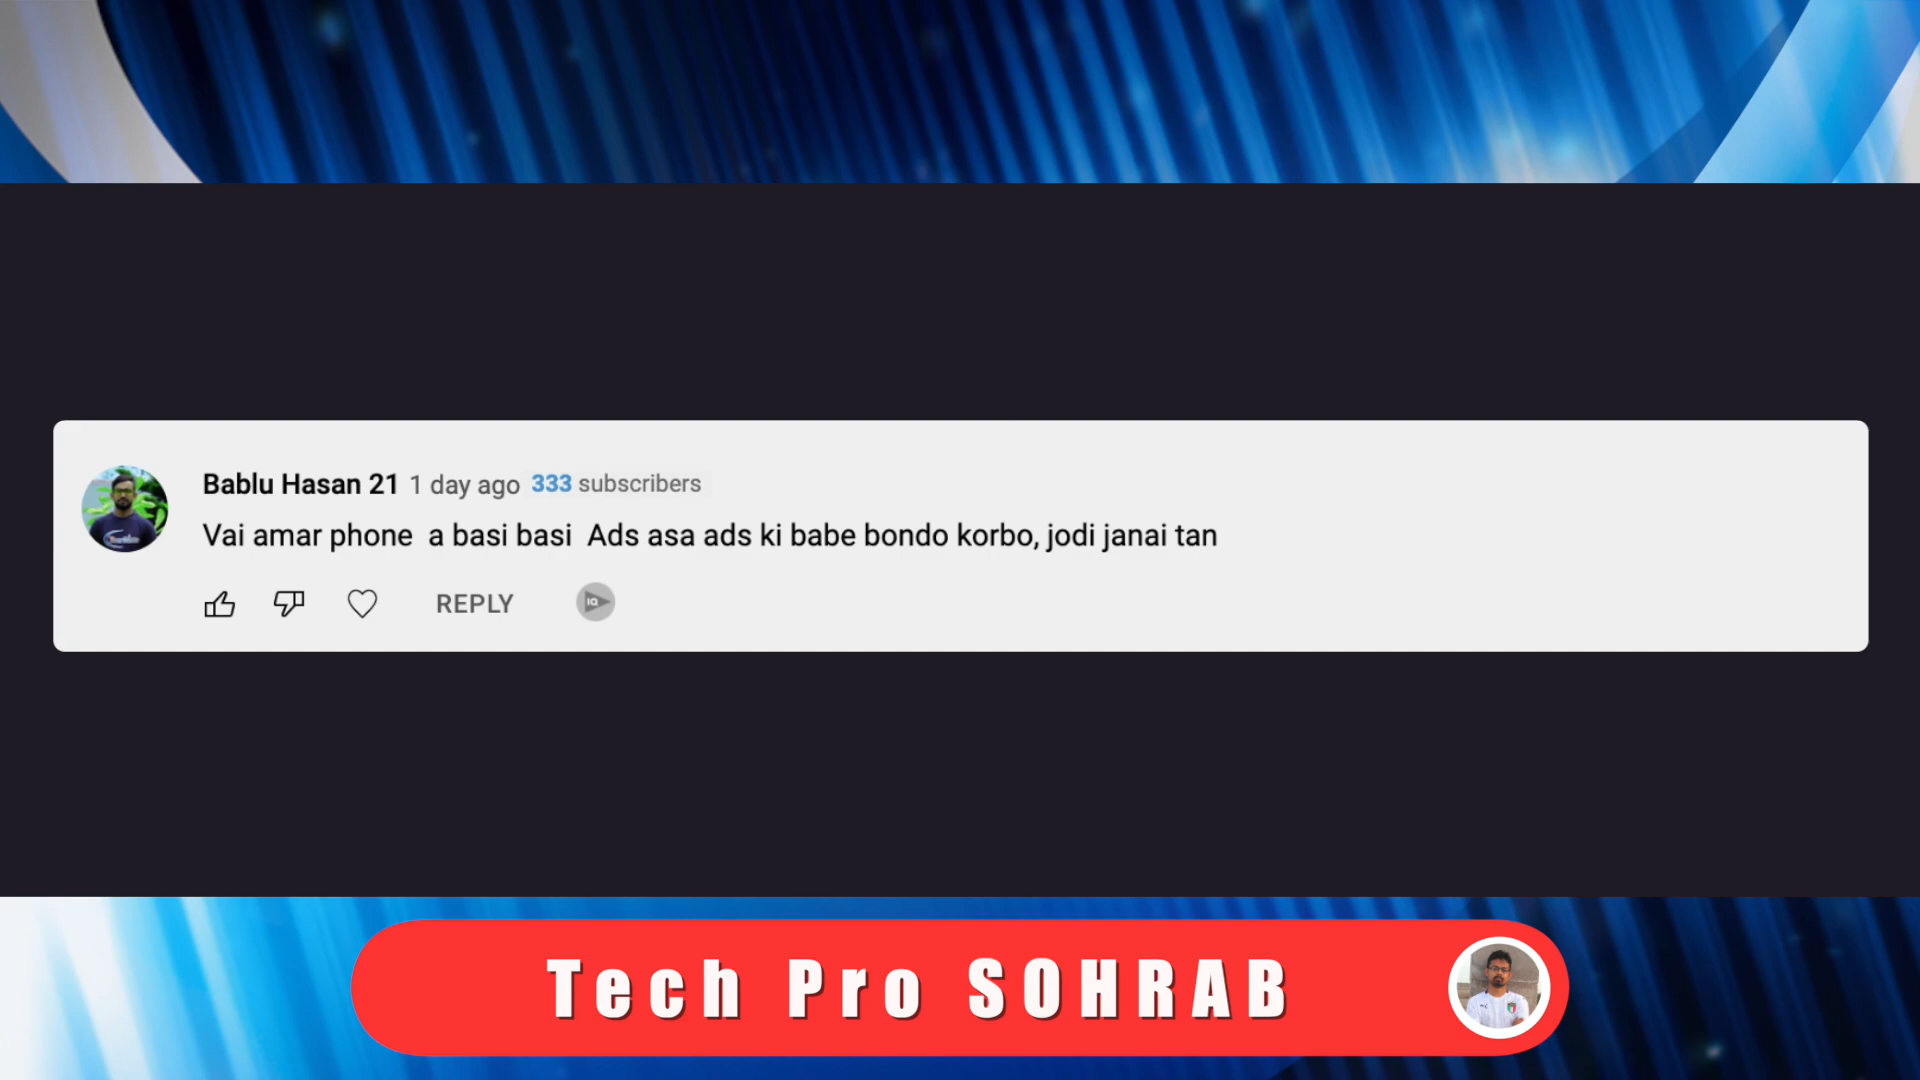 Bablu Hasan 21 1 day ago 333 subscribers
Vai amar phone a basi basi Ads asa ads ki babe bondo korbo, jodi janai tan
REPLY
IQ
Tech Pro SOHRAB